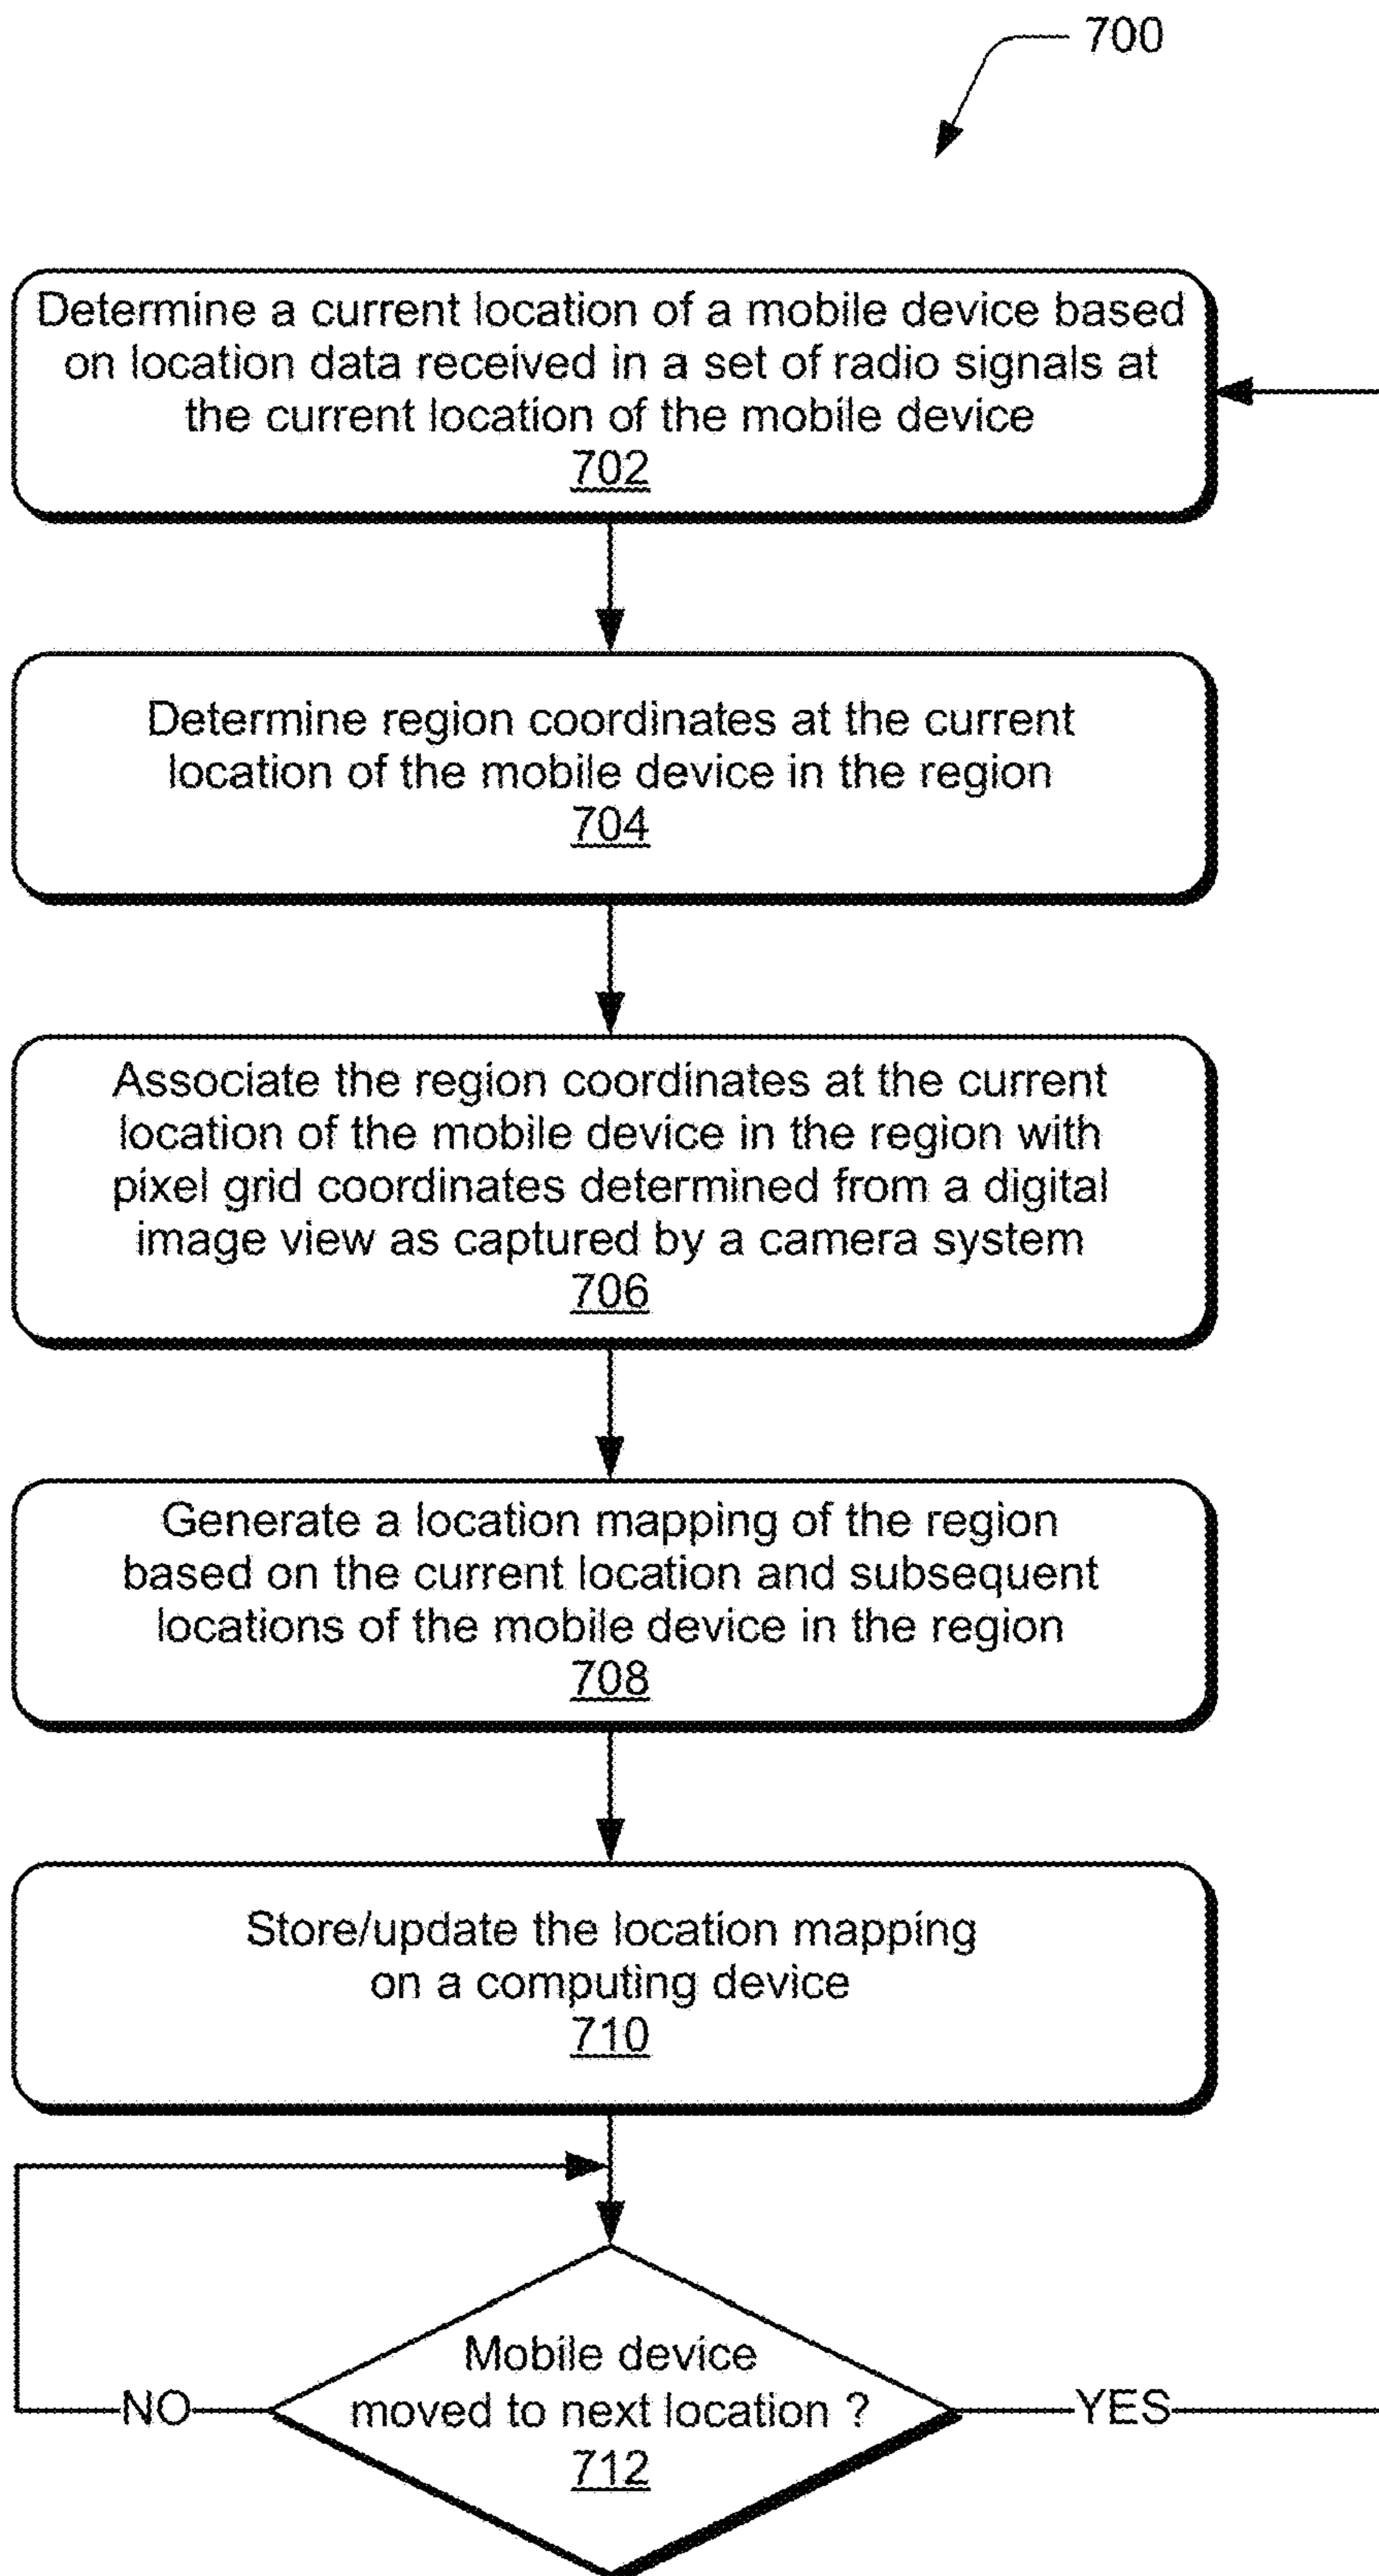 700
Determine a current location of a mobile device based
on location data received in a set of radio signals at
the current location of the mobile device
702
Determine region coordinates at the current
location of the mobile device in the region
704
Associate the region coordinates at the current
location of the mobile device in the region with
pixel grid coordinates determined from a digital
image view as captured by a camera system
706
Generate a location mapping of the region
based on the current location and subsequent
locations of the mobile device in the region
708
Store/update the location mapping
on a computing device
710
Mobile device
moved to next location ?
712
NO
YES